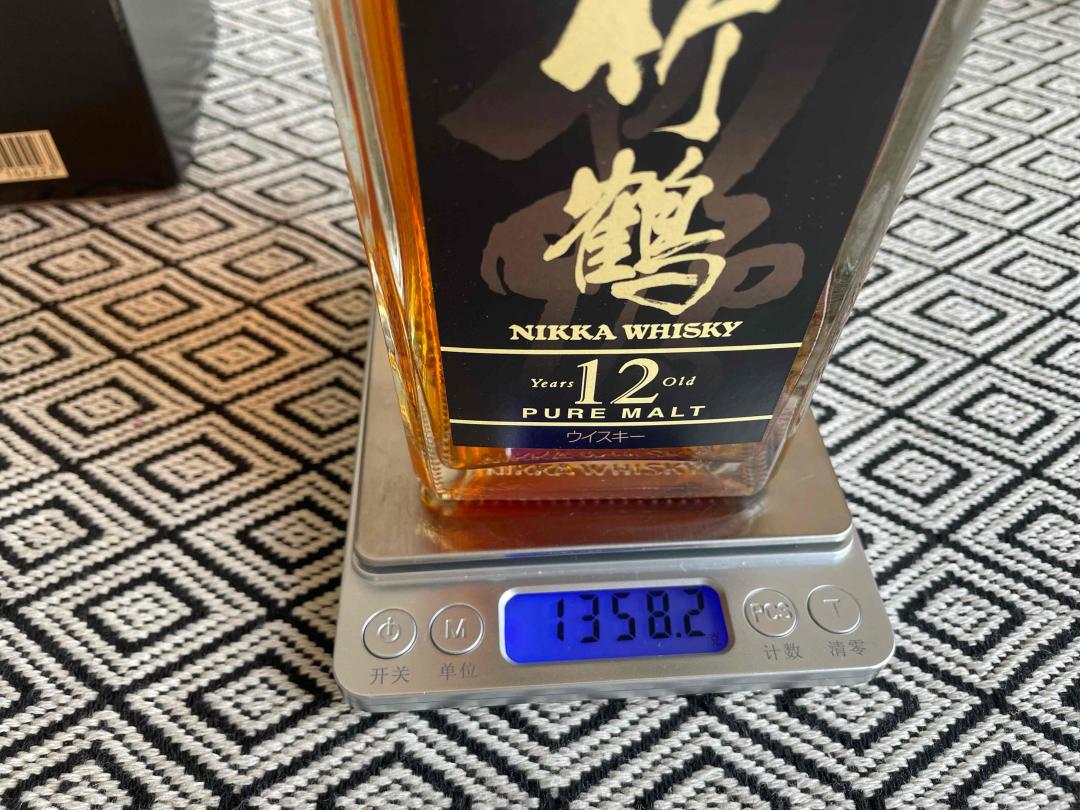 竹
鶴
NIKKA WHISKY
Years 12 Old
PURE MALT
ウイスキー
NIKKA WHISKY
1358.2
M
PCS
T
开关
单位
计数
清零